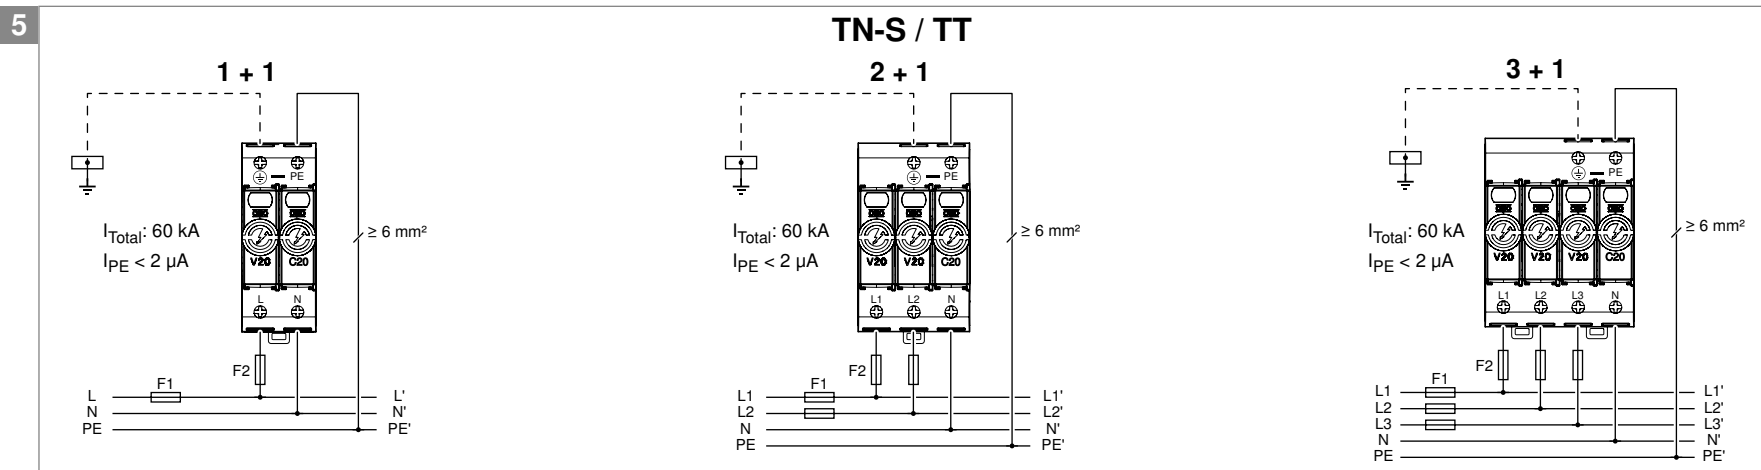 5
TN-S / TT
1 + 1
PE
I_Total: 60 kA
I_PE < 2 µA
≥ 6 mm²
V20 C20
L N
F2
F1
L L'
N N'
PE PE'
2 + 1
PE
I_Total: 60 kA
I_PE < 2 µA
≥ 6 mm²
V20 V20 C20
L1 L2 N
F2
F1
L1 L1'
L2 L2'
N N'
PE PE'
3 + 1
PE
I_Total: 60 kA
I_PE < 2 µA
≥ 6 mm²
V20 V20 V20 C20
L1 L2 L3 N
F2
F1
L1 L1'
L2 L2'
L3 L3'
N N'
PE PE'